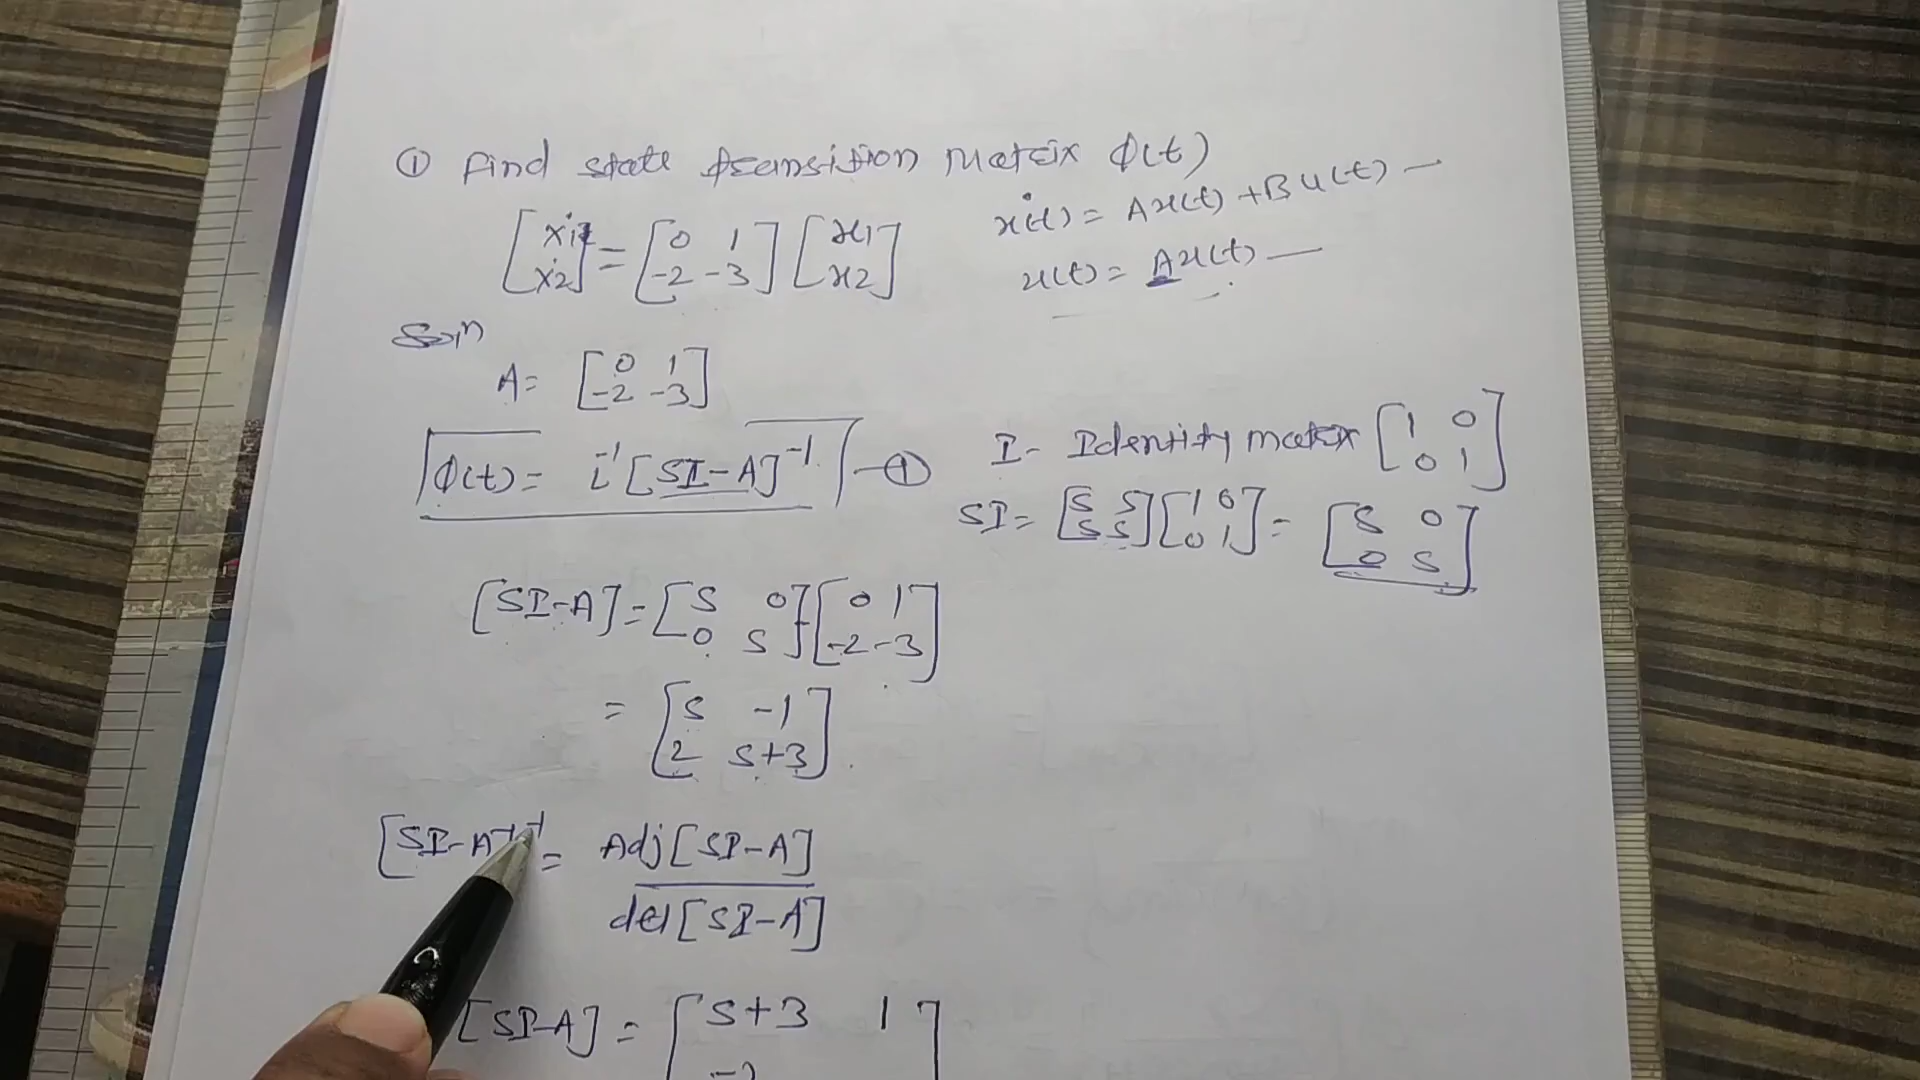 ① Find state transition Matrix ϕ(t)
[ẋ1 ẋ2] = [0 1 -2 -3] [x1 x2]
ẋ(t) = Ax(t) + BU(t) —
x(t) = Ax(t) —
Soln
A = [0 1 -2 -3]
ϕ(t) = L⁻¹ [SI-A]⁻¹ — ①
I - Identity matrix [1 0 0 1]
SI = [S S S S] [1 0 0 1] = [S 0 0 S]
[SI-A] = [S 0 0 S] - [0 1 -2 -3]
= [S -1 2 S+3]
[SI-A]⁻¹ = Adj[SI-A]
det[SI-A]
[SI-A] = [S+3 1
-2